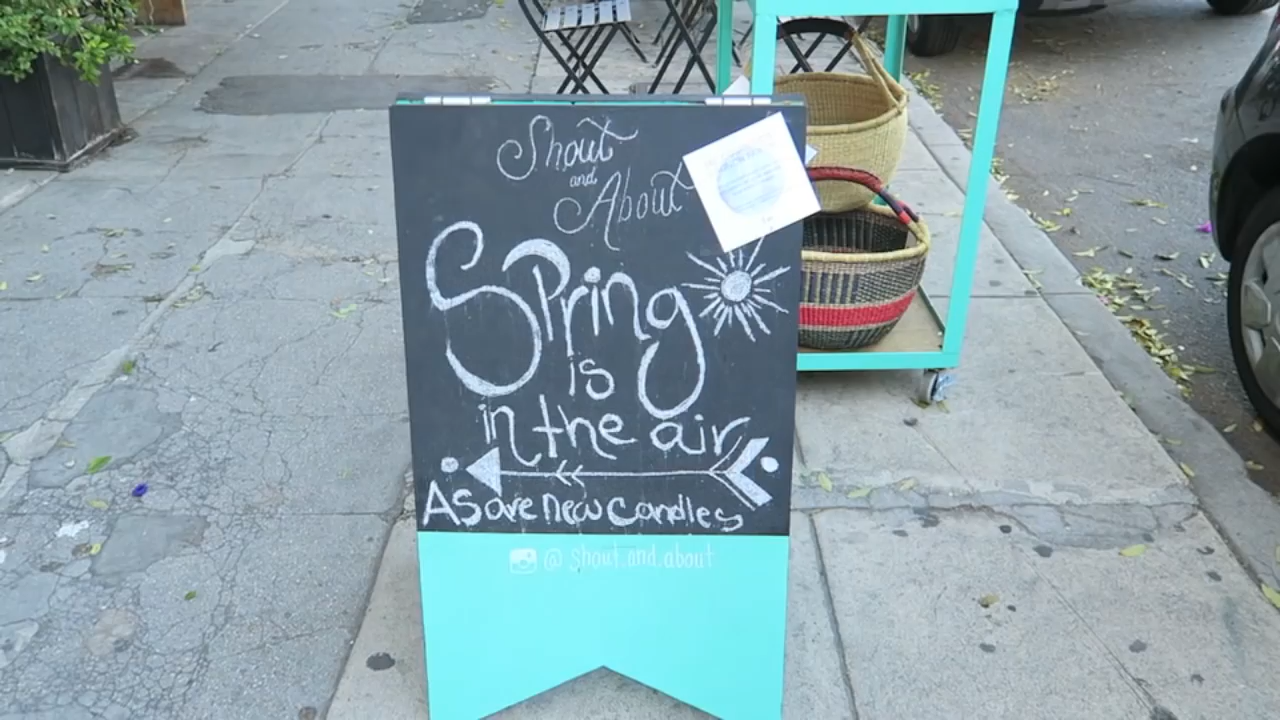 Shout
and
About
Spring
is
in the air
As are new candles
@shout.and.about